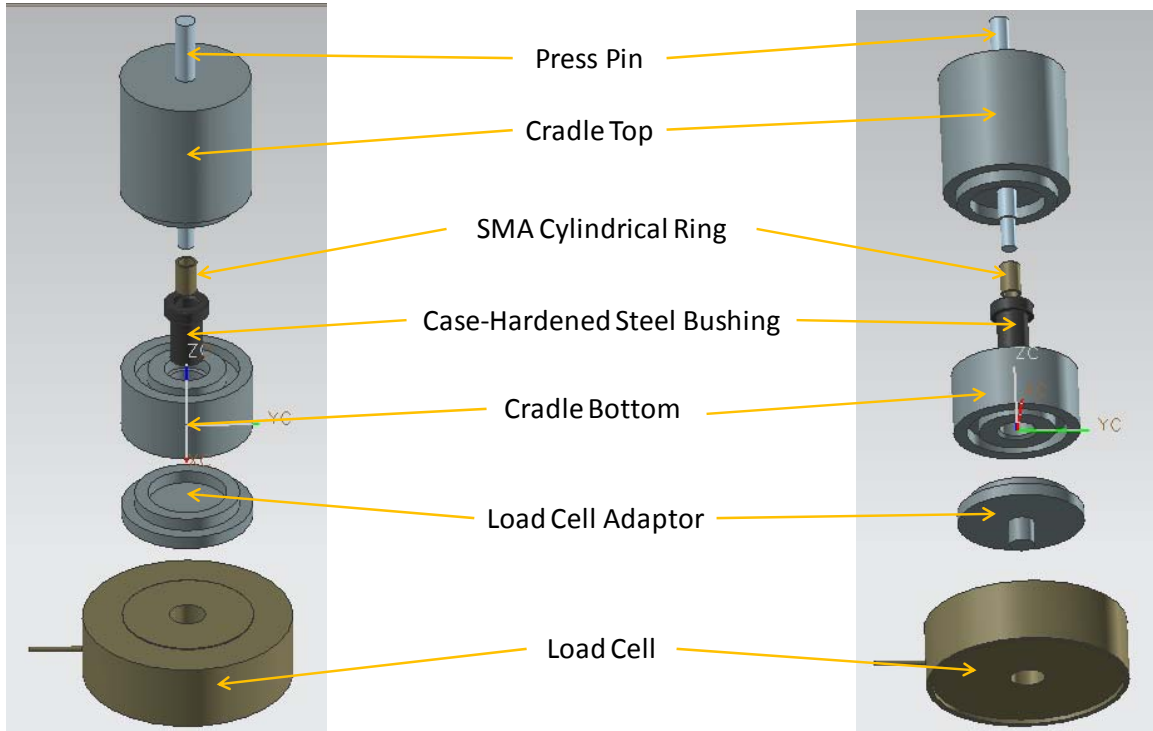 Press Pin
Cradle Top
SMA Cylindrical Ring
Case-Hardened Steel Bushing
ZC
ZC
Cradle Bottom
YC
YC
Load Cell Adaptor
Load Cell